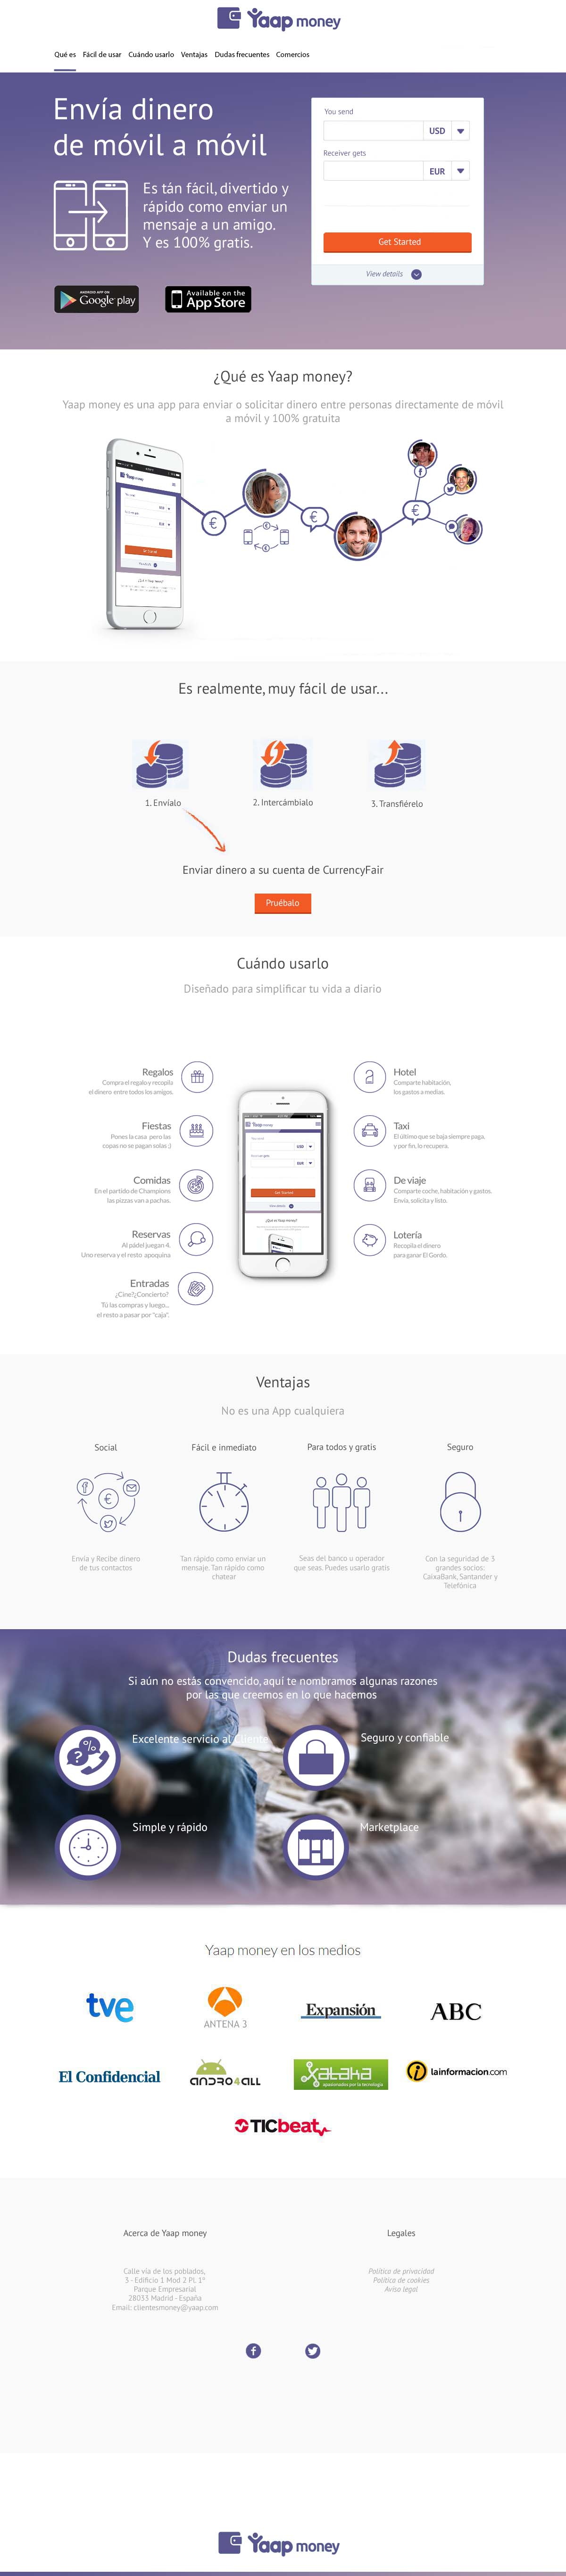 Yaap money
Qué es Fácil de usar Cuándo usarlo Ventajas Dudas frecuentes Comercios
Envía dinero
de móvil a móvil
Es tán fácil, divertido y
rápido como enviar un
mensaje a un amigo.
Y es 100% gratis.
ANDROID APP ON
Google play
Available on the
App Store
You send
USD
Receiver gets
EUR
Get Started
View details
¿Qué es Yaap money?
Yaap money es una app para enviar o solicitar dinero entre personas directamente de móvil
a móvil y 100% gratuita
Yaap money
Es realmente, muy fácil de usar...
1. Envíalo
2. Intercámbialo
3. Transfiérelo
Enviar dinero a su cuenta de CurrencyFair
Pruébalo
Cuándo usarlo
Diseñado para simplificar tu vida a diario
Regalos
Compra el regalo y recopila
el dinero entre todos los amigos.
Fiestas
Pones la casa pero las
copas no se pagan solas ;)
Comidas
En el partido de Champions
las pizzas van a pachas.
Reservas
Al pádel juegan 4.
Uno reserva y el resto apoquina
Entradas
¿Cine?¿Concierto?
Tú las compras y luego...
el resto a pasar por "caja".
Yaap money
USD
EUR
Get Started
¿Qué es Yaap money?
Hotel
Comparte habitación,
los gastos a medias.
Taxi
El último que se baja siempre paga,
y por fin, lo recupera.
De viaje
Comparte coche, habitación y gastos.
Envía, solicita y listo.
Lotería
Recopila el dinero
para ganar El Gordo.
Ventajas
No es una App cualquiera
Social
Envía y Recibe dinero
de tus contactos
Fácil e inmediato
Tan rápido como enviar un
mensaje. Tan rápido como
chatear
Para todos y gratis
Seas del banco u operador
que seas. Puedes usarlo gratis
Seguro
Con la seguridad de 3
grandes socios:
CaixaBank, Santander y
Telefónica
Dudas frecuentes
Si aún no estás convencido, aquí te nombramos algunas razones
por las que creemos en lo que hacemos
Excelente servicio al Cliente
Seguro y confiable
Simple y rápido
Marketplace
Yaap money en los medios
tve
ANTENA 3
Expansión
ABC
El Confidencial
andro4all
Xataka
apasionados por la tecnología
lainformacion.com
TICbeat
Acerca de Yaap money
Calle vía de los poblados,
3 - Edificio 1 Mod 2 Pl. 1ª
Parque Empresarial
28033 Madrid - España
Email: clientesmoney@yaap.com
Legales
Política de privacidad
Política de cookies
Aviso legal
Yaap money